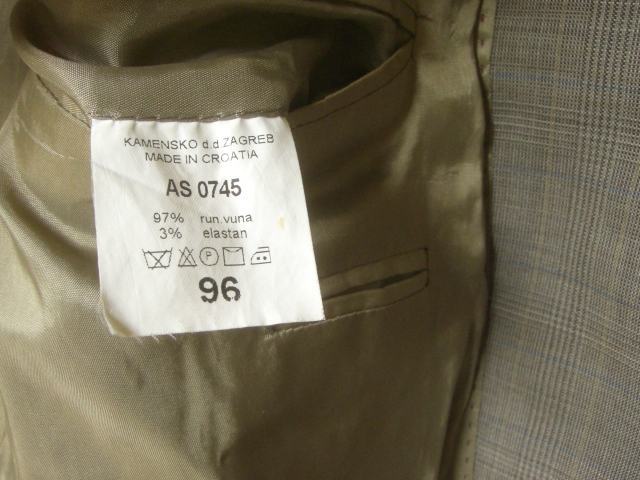 KAMENSKO d.d ZAGREB
MADE IN CROATIA
AS 0745
97% run.vuna
3% elastan
P
96